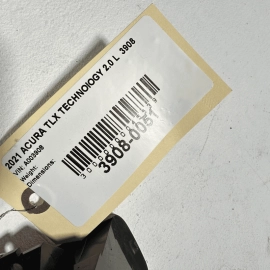 2021 ACURA TLX TECHNOlOGY 2.0 L 3908
VIN: A003908
Weight:
Dimensions:
3908-0051